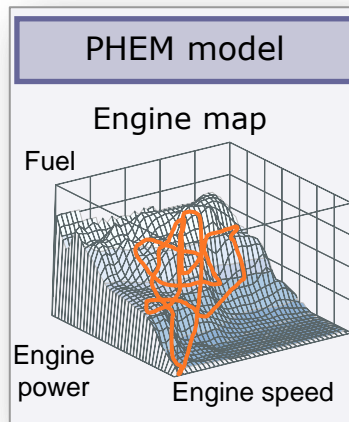 PHEM model
Engine map
Fuel
Engine
power
Engine speed